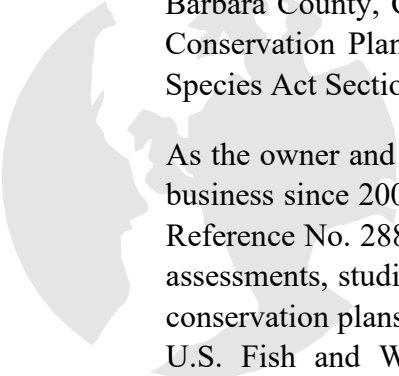 Barbara County, C
Conservation Plan
Species Act Sectio
As the owner and
business since 200
Reference No. 288
assessments, studi
conservation plans
U.S. Fish and W